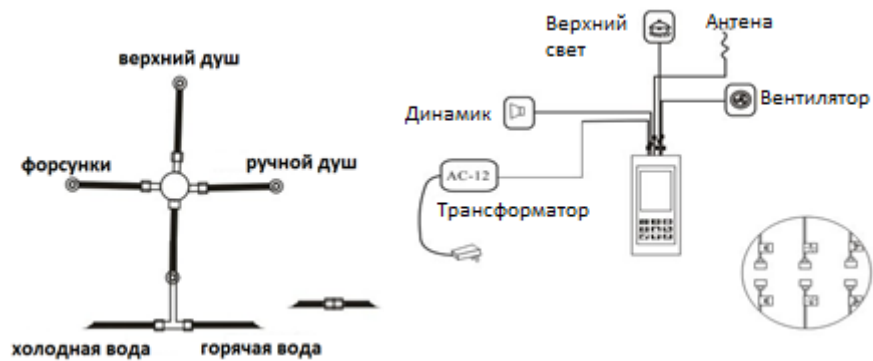 верхний душ
форсунки
ручной душ
холодная вода
горячая вода
Верхний
свет
Антена
Динамик
Вентилятор
AC-12
Трансформатор